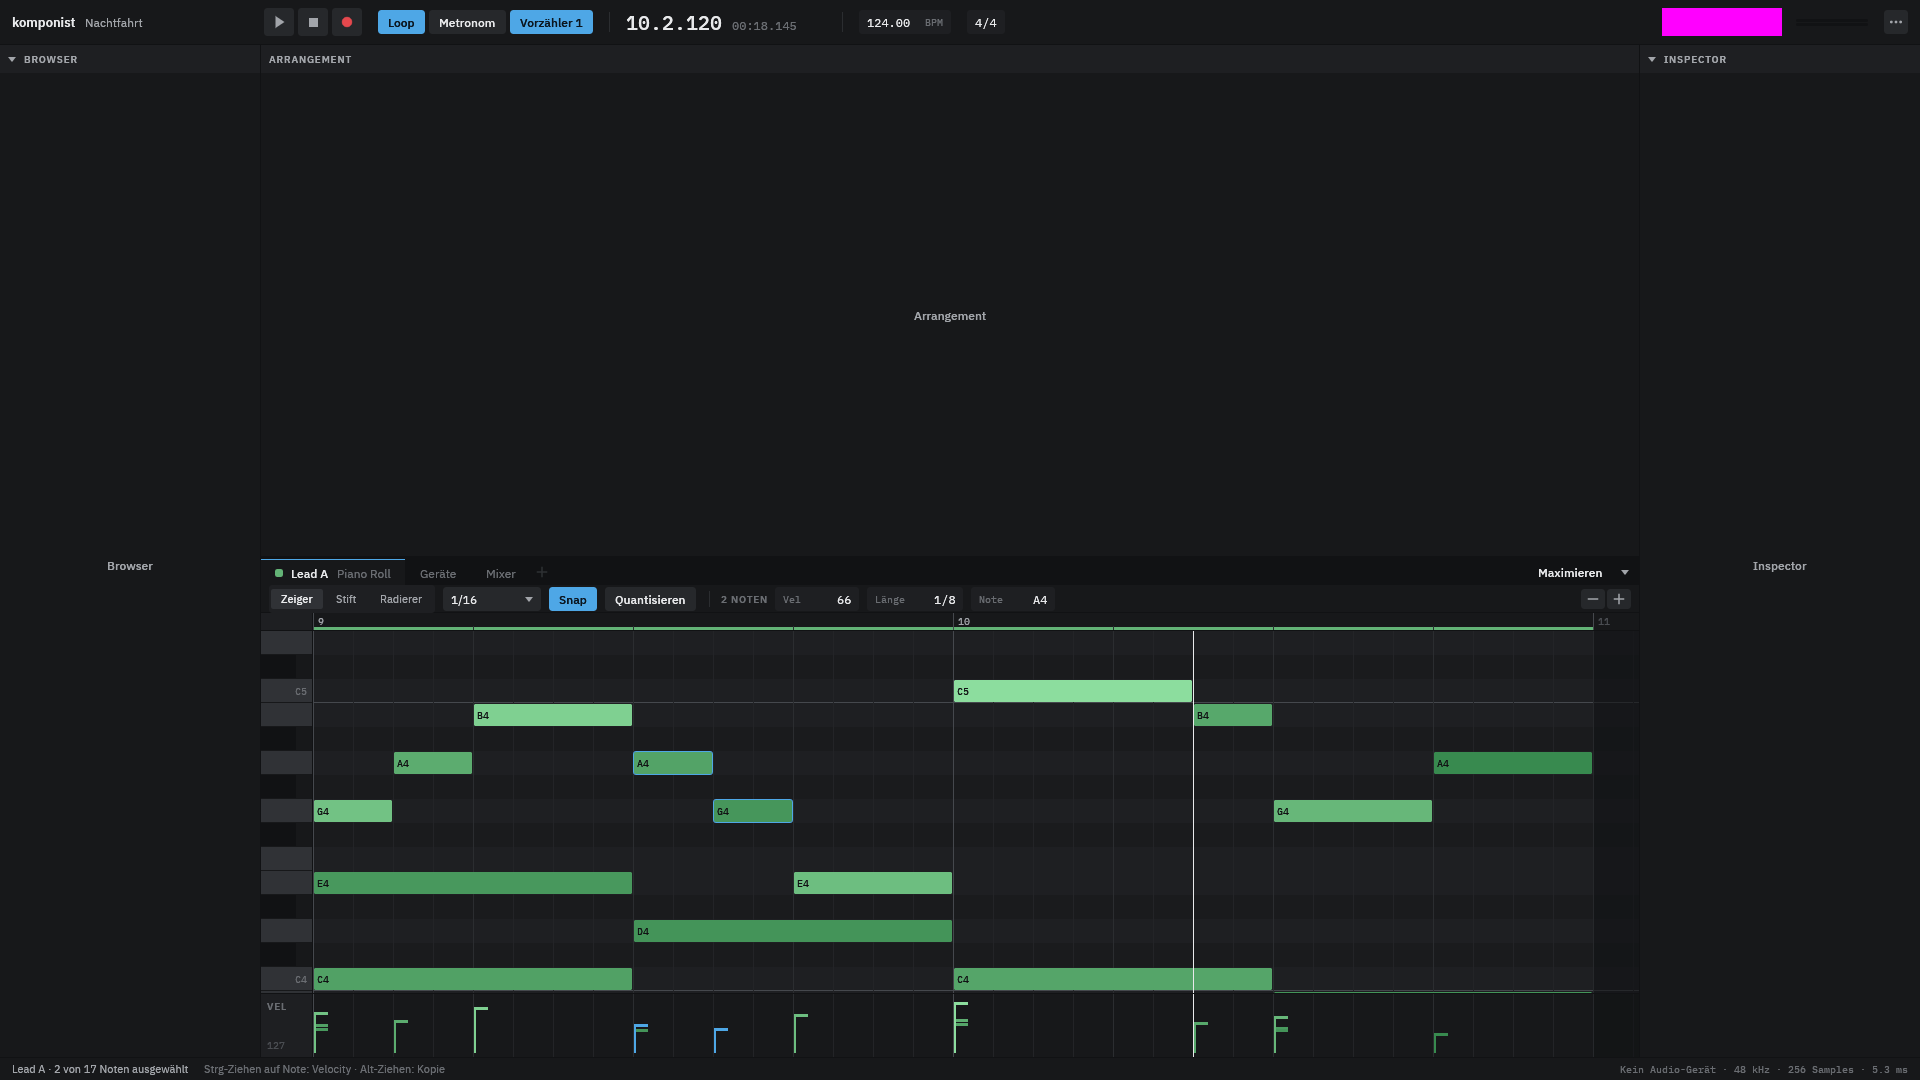 komponist Nachtfahrt Loop Metronom Vorzähler 1 10.2.120 00:18.145 124.00 BPM 4/4
BROWSER ARRANGEMENT INSPECTOR
Arrangement
Browser Inspector
Lead A Piano Roll Geräte Mixer + Maximieren
Zeiger Stift Radierer 1/16 Snap Quantisieren 2 NOTEN Vel 66 Länge 1/8 Note A4
9 10 11
C5 C5
B4 B4
A4 A4 A4
G4 G4 G4
E4 E4
D4
C4 C4 C4
VEL
127
Lead A · 2 von 17 Noten ausgewählt Strg-Ziehen auf Note: Velocity · Alt-Ziehen: Kopie Kein Audio-Gerät · 48 kHz · 256 Samples · 5.3 ms